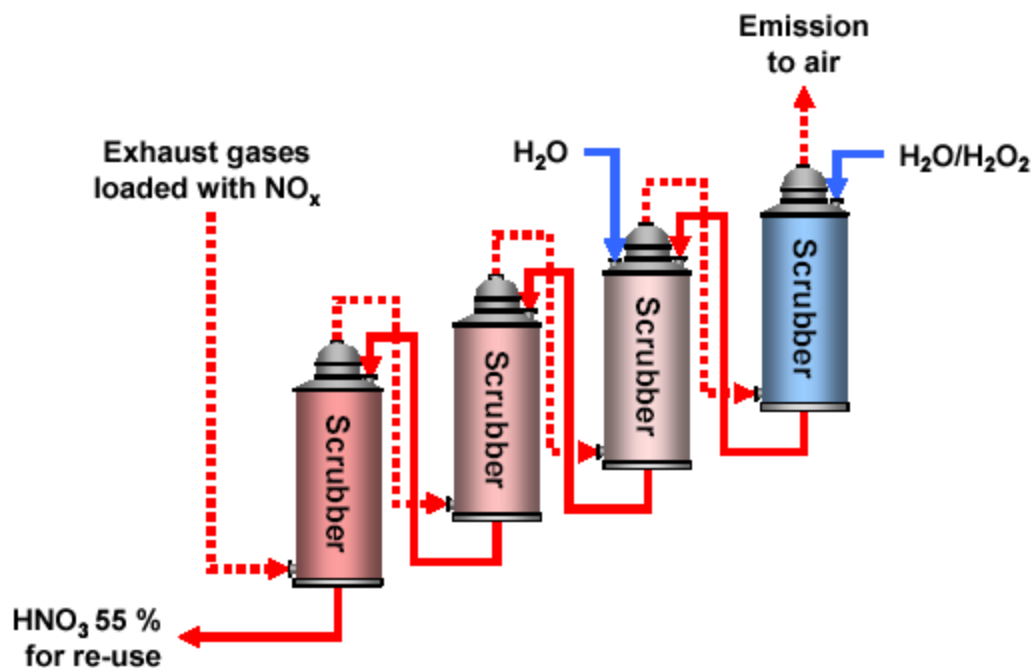 Emission
to air
Exhaust gases
loaded with NOₓ
H₂O
H₂O/H₂O₂
Scrubber
Scrubber
Scrubber
Scrubber
HNO₃ 55 %
for re-use